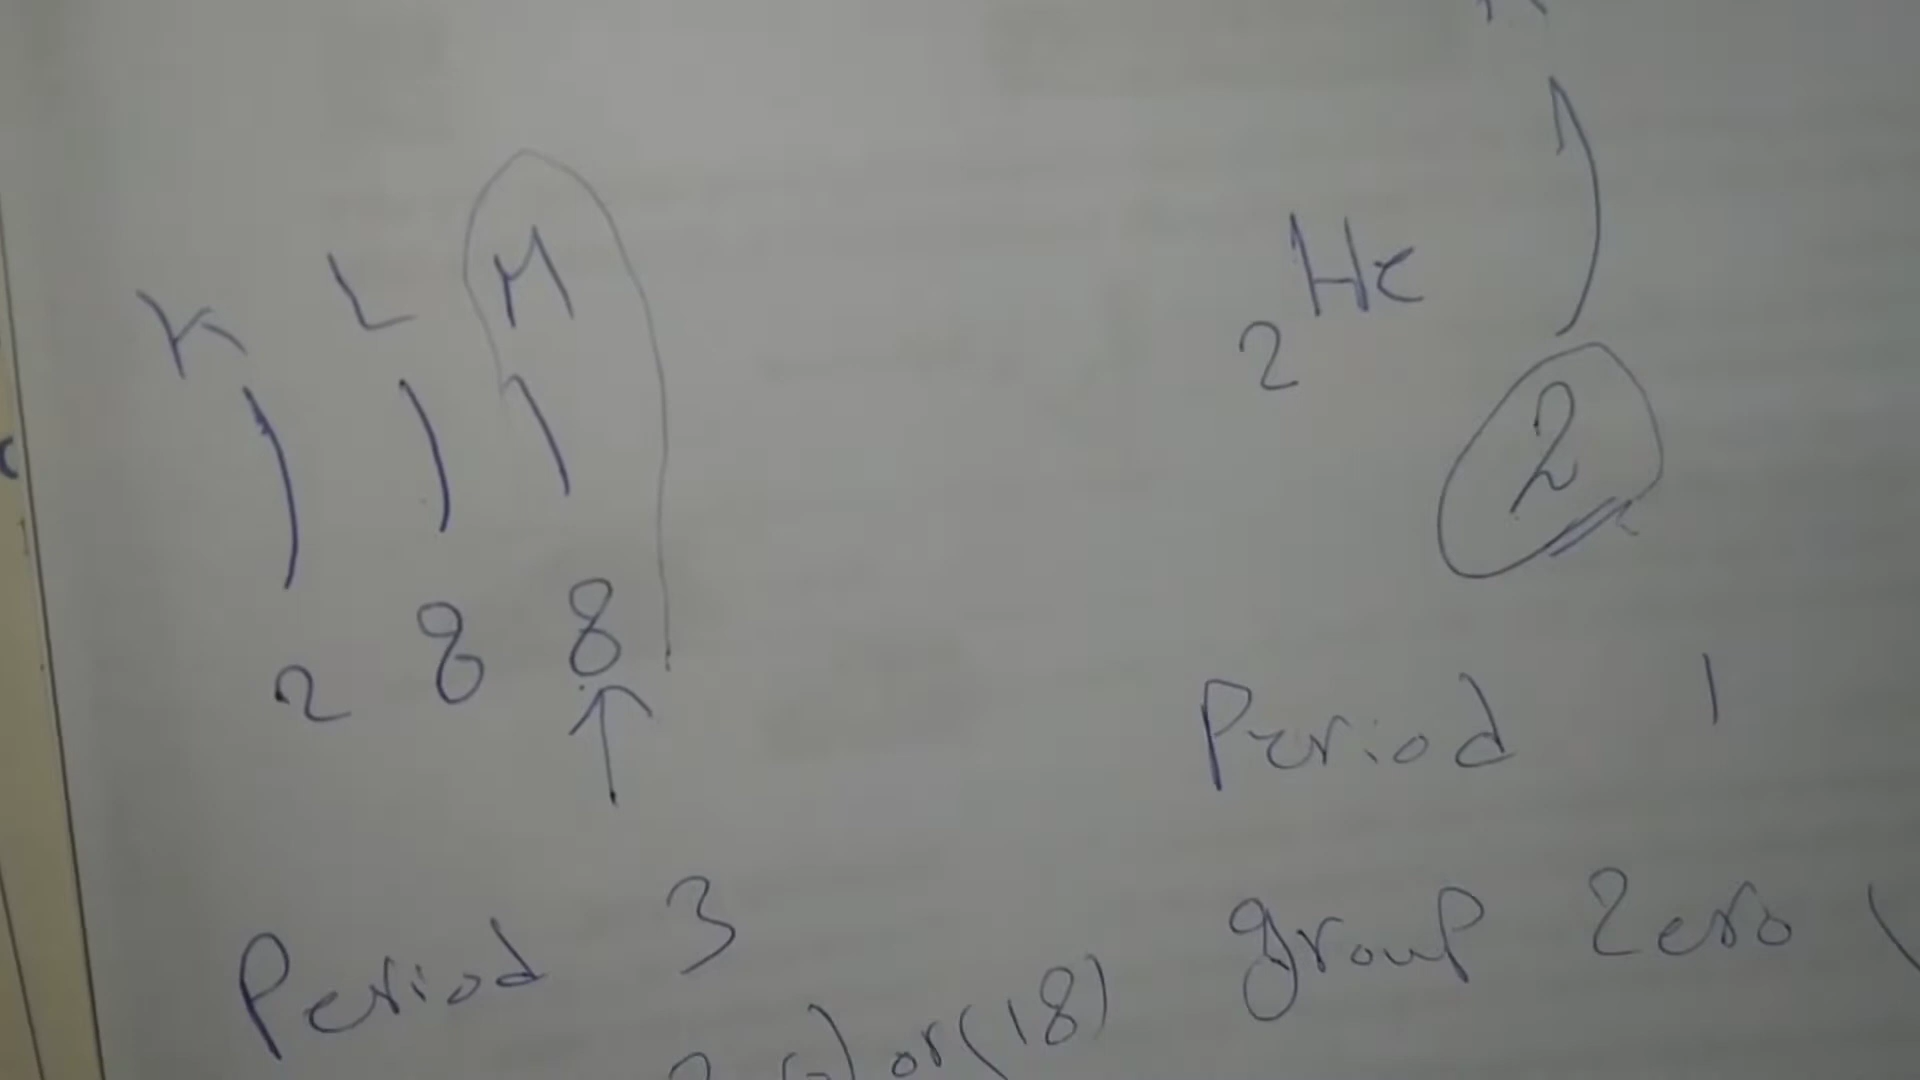 K L M
2 8 8
Period 3
or (18)
2He
2
Period 1
group Zero (